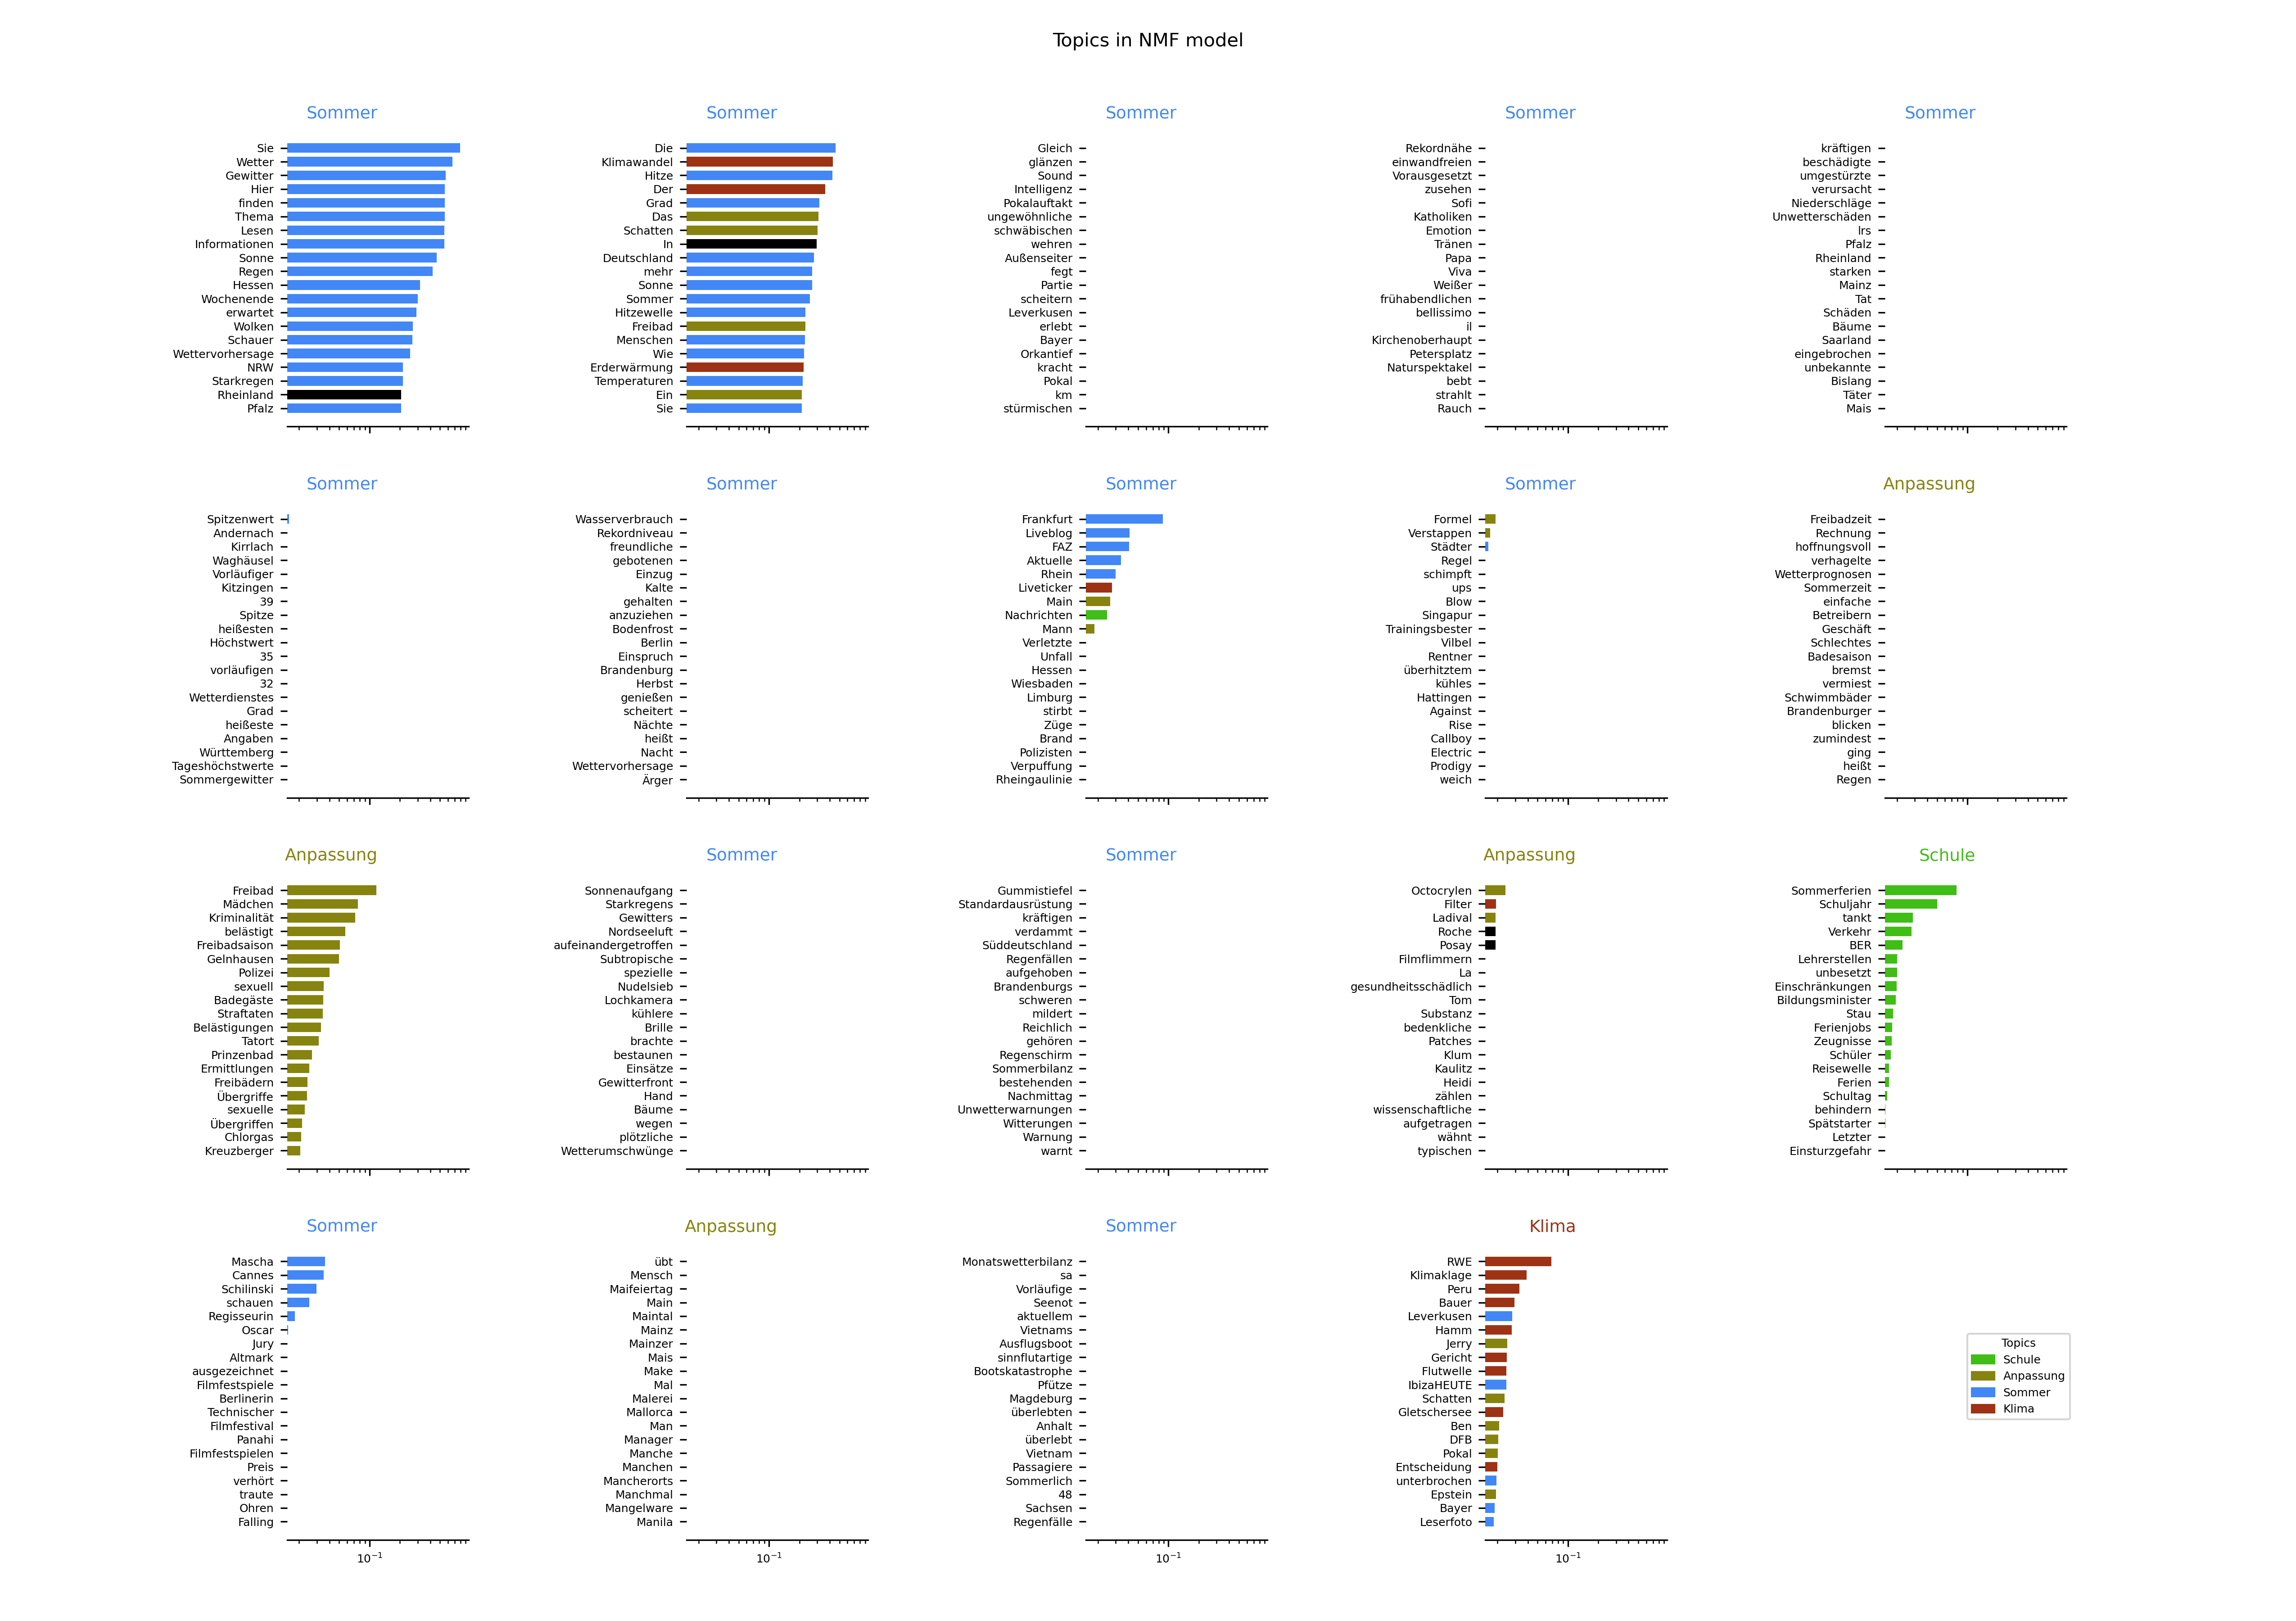 Topics in NMF model
Sommer
Sie
Wetter
Gewitter
Hier
finden
Thema
Lesen
Informationen
Sonne
Regen
Hessen
Wochenende
erwartet
Wolken
Schauer
Wettervorhersage
NRW
Starkregen
Rheinland
Pfalz
Sommer
Die
Klimawandel
Hitze
Der
Grad
Das
Schatten
In
Deutschland
mehr
Sonne
Sommer
Hitzewelle
Freibad
Menschen
Wie
Erderwärmung
Temperaturen
Ein
Sie
Sommer
Gleich
glänzen
Sound
Intelligenz
Pokalauftakt
ungewöhnliche
schwäbischen
wehren
Außenseiter
fegt
Partie
scheitern
Leverkusen
erlebt
Bayer
Orkantief
kracht
Pokal
km
stürmischen
Sommer
Rekordnähe
einwandfreien
Vorausgesetzt
zusehen
Sofi
Katholiken
Emotion
Tränen
Papa
Viva
Weißer
frühabendlichen
bellissimo
il
Kirchenoberhaupt
Petersplatz
Naturspektakel
bebt
strahlt
Rauch
Sommer
kräftigen
beschädigte
umgestürzte
verursacht
Niederschläge
Unwetterschäden
lrs
Pfalz
Rheinland
starken
Mainz
Tat
Schäden
Bäume
Saarland
eingebrochen
unbekannte
Bislang
Täter
Mais
Sommer
Spitzenwert
Andernach
Kirrlach
Waghäusel
Vorläufiger
Kitzingen
39
Spitze
heißesten
Höchstwert
35
vorläufigen
32
Wetterdienstes
Grad
heißeste
Angaben
Württemberg
Tageshöchstwerte
Sommergewitter
Sommer
Wasserverbrauch
Rekordniveau
freundliche
gebotenen
Einzug
Kalte
gehalten
anzuziehen
Bodenfrost
Berlin
Einspruch
Brandenburg
Herbst
genießen
scheitert
Nächte
heißt
Nacht
Wettervorhersage
Ärger
Sommer
Frankfurt
Liveblog
FAZ
Aktuelle
Rhein
Liveticker
Main
Nachrichten
Mann
Verletzte
Unfall
Hessen
Wiesbaden
Limburg
stirbt
Züge
Brand
Polizisten
Verpuffung
Rheingaulinie
Sommer
Formel
Verstappen
Städter
Regel
schimpft
ups
Blow
Singapur
Trainingsbester
Vilbel
Rentner
überhitztem
kühles
Hattingen
Against
Rise
Callboy
Electric
Prodigy
weich
Anpassung
Freibadzeit
Rechnung
hoffnungsvoll
verhagelte
Wetterprognosen
Sommerzeit
einfache
Betreibern
Geschäft
Schlechtes
Badesaison
bremst
vermiest
Schwimmbäder
Brandenburger
blicken
zumindest
ging
heißt
Regen
Anpassung
Freibad
Mädchen
Kriminalität
belästigt
Freibadsaison
Gelnhausen
Polizei
sexuell
Badegäste
Straftaten
Belästigungen
Tatort
Prinzenbad
Ermittlungen
Freibädern
Übergriffe
sexuelle
Übergriffen
Chlorgas
Kreuzberger
Sommer
Sonnenaufgang
Starkregens
Gewitters
Nordseeluft
aufeinandergetroffen
Subtropische
spezielle
Nudelsieb
Lochkamera
kühlere
Brille
brachte
bestaunen
Einsätze
Gewitterfront
Hand
Bäume
wegen
plötzliche
Wetterumschwünge
Sommer
Gummistiefel
Standardausrüstung
kräftigen
verdammt
Süddeutschland
Regenfällen
aufgehoben
Brandenburgs
schweren
mildert
Reichlich
gehören
Regenschirm
Sommerbilanz
bestehenden
Nachmittag
Unwetterwarnungen
Witterungen
Warnung
warnt
Anpassung
Octocrylen
Filter
Ladival
Roche
Posay
Filmflimmern
La
gesundheitsschädlich
Tom
Substanz
bedenkliche
Patches
Klum
Kaulitz
Heidi
zählen
wissenschaftliche
aufgetragen
wähnt
typischen
Schule
Sommerferien
Schuljahr
tankt
Verkehr
BER
Lehrerstellen
unbesetzt
Einschränkungen
Bildungsminister
Stau
Ferienjobs
Zeugnisse
Schüler
Reisewelle
Ferien
Schultag
behindern
Spätstarter
Letzter
Einsturzgefahr
Sommer
Mascha
Cannes
Schilinski
schauen
Regisseurin
Oscar
Jury
Altmark
ausgezeichnet
Filmfestspiele
Berlinerin
Technischer
Filmfestival
Panahi
Filmfestspielen
Preis
verhört
traute
Ohren
Falling
10⁻¹
Anpassung
übt
Mensch
Maifeiertag
Main
Maintal
Mainz
Mainzer
Mais
Make
Mal
Malerei
Mallorca
Man
Manager
Manche
Manchen
Mancherorts
Manchmal
Mangelware
Manila
10⁻¹
Sommer
Monatswetterbilanz
sa
Vorläufige
Seenot
aktuellem
Vietnams
Ausflugsboot
sinnflutartige
Bootskatastrophe
Pfütze
Magdeburg
überlebten
Anhalt
überlebt
Vietnam
Passagiere
Sommerlich
48
Sachsen
Regenfälle
10⁻¹
Klima
RWE
Klimaklage
Peru
Bauer
Leverkusen
Hamm
Jerry
Gericht
Flutwelle
IbizaHEUTE
Schatten
Gletschersee
Ben
DFB
Pokal
Entscheidung
unterbrochen
Epstein
Bayer
Leserfoto
10⁻¹
Topics
Schule
Anpassung
Sommer
Klima